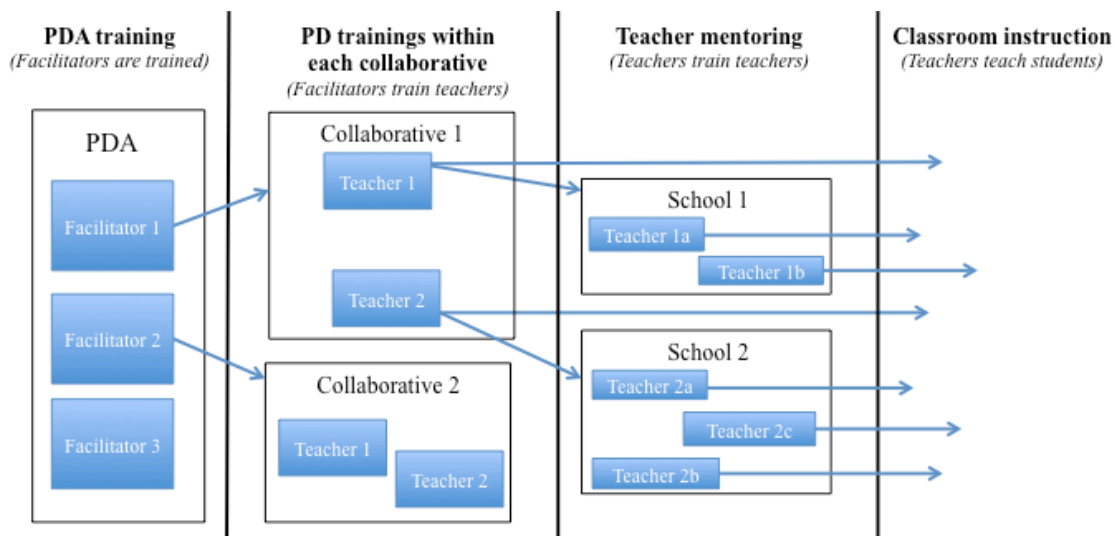 PDA training
(Facilitators are trained)
PD trainings within
each collaborative
(Facilitators train teachers)
Teacher mentoring
(Teachers train teachers)
Classroom instruction
(Teachers teach students)
PDA
Facilitator 1
Facilitator 2
Facilitator 3
Collaborative 1
Teacher 1
Teacher 2
Collaborative 2
Teacher 1
Teacher 2
School 1
Teacher 1a
Teacher 1b
School 2
Teacher 2a
Teacher 2c
Teacher 2b